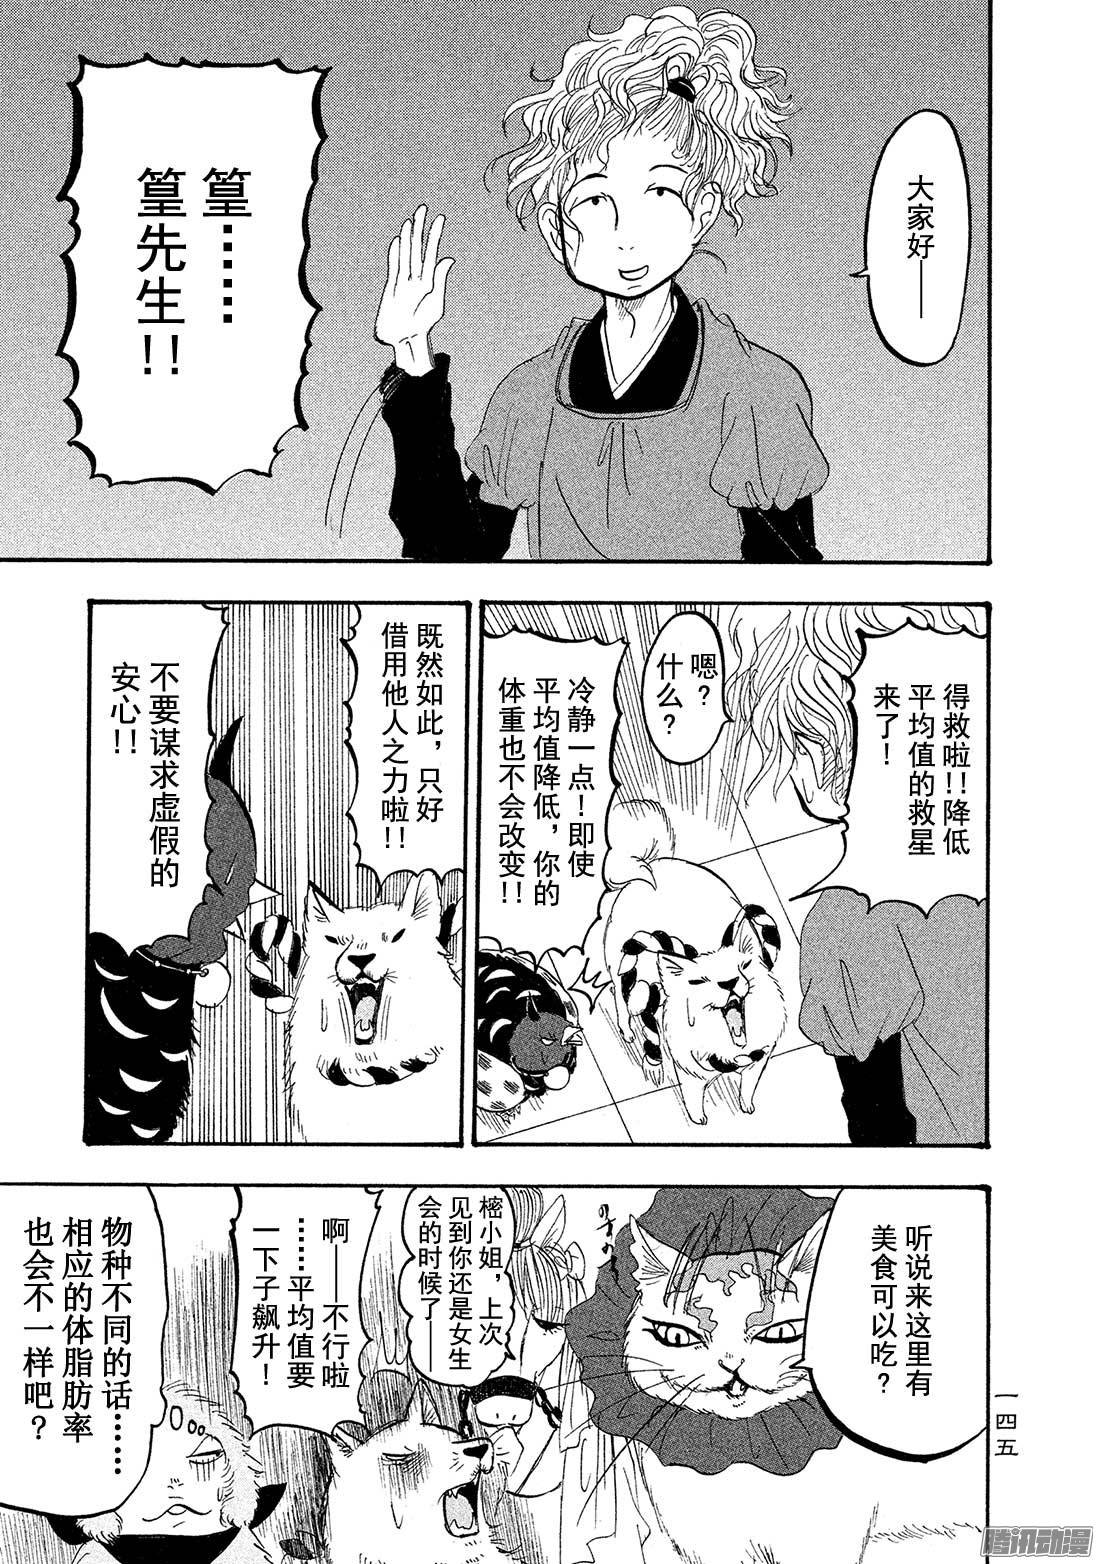 大家好——
篁……
篁先生!!
得救啦!!降低
平均值的救星
来了!
嗯?
什么?
冷静一点!即使
平均值降低,你的
体重也不会改变!!
既然如此,只好
借用他人之力啦!!
不要谋求虚假的
安心!!
听说来这里有
美食可以吃?
榓小姐,上次
见到你还是女生
会的时候了——
啊——不行啦
……平均值要
一下子飙升!
物种不同的话……
相应的体脂肪率
也会不一样吧?
一四五
腾讯动漫